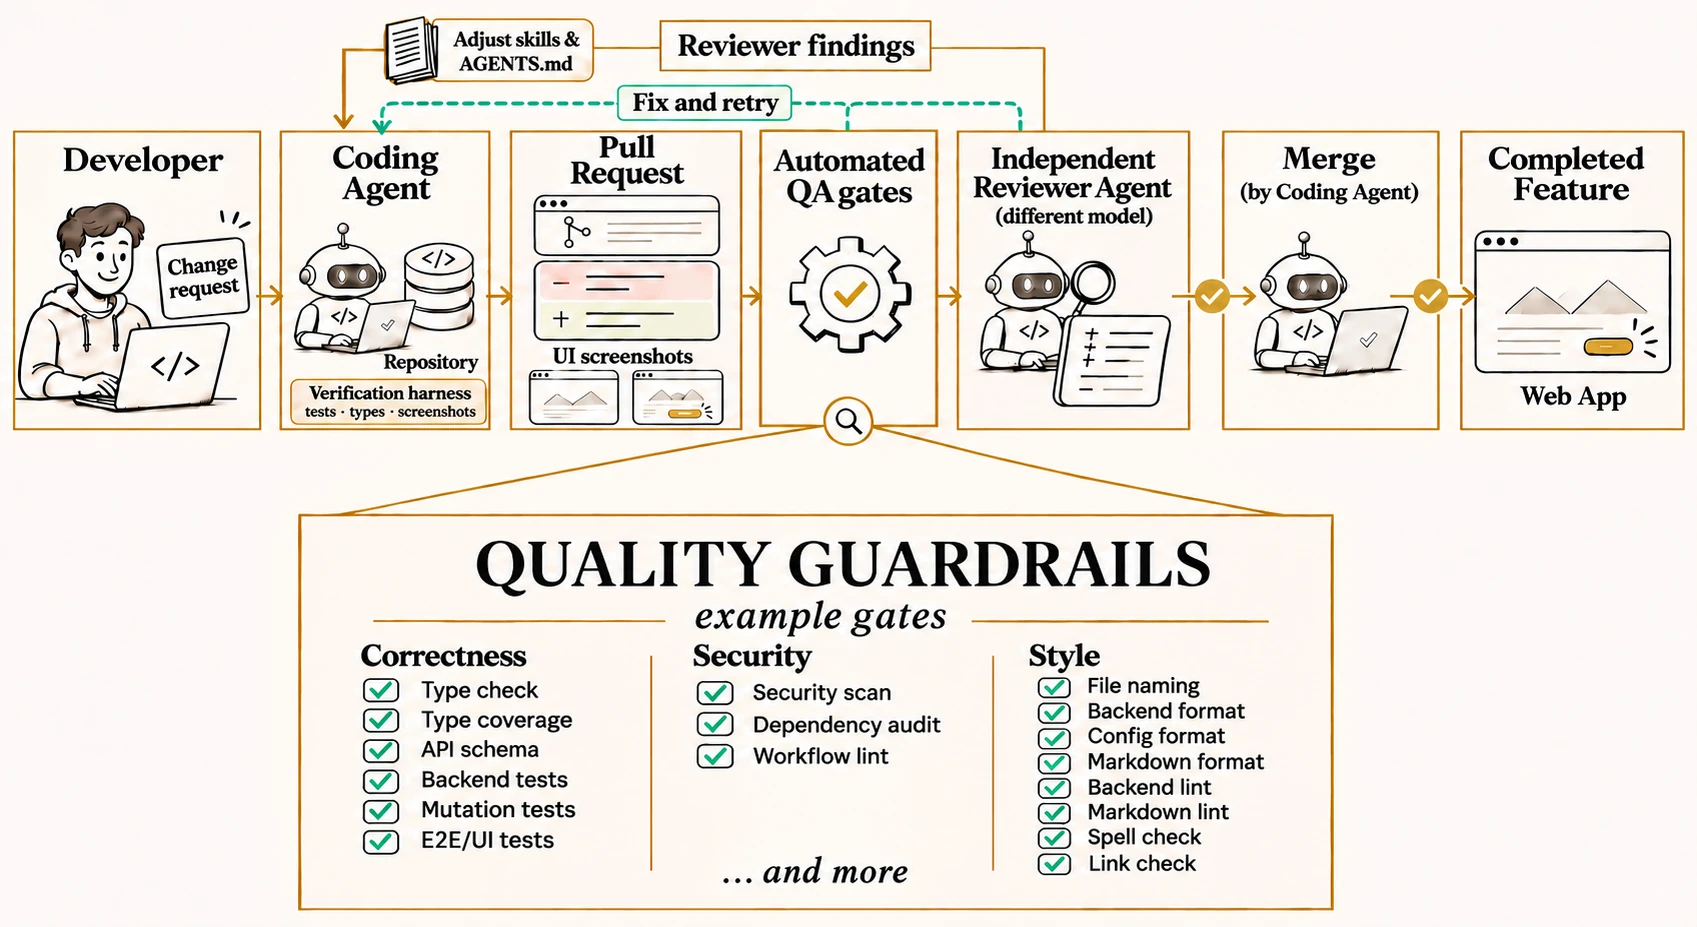 Adjust skills &
AGENTS.md
Reviewer findings
Fix and retry
Developer
Change
request
</>
Coding
Agent
</>
</>
Repository
Verification harness
tests · types · screenshots
Pull
Request
UI screenshots
Automated
QA gates
Independent
Reviewer Agent
(different model)
</>
Merge
(by Coding Agent)
</>
Completed
Feature
Web App
QUALITY GUARDRAILS
example gates
Correctness
Type check
Type coverage
API schema
Backend tests
Mutation tests
E2E/UI tests
Security
Security scan
Dependency audit
Workflow lint
... and more
Style
File naming
Backend format
Config format
Markdown format
Backend lint
Markdown lint
Spell check
Link check